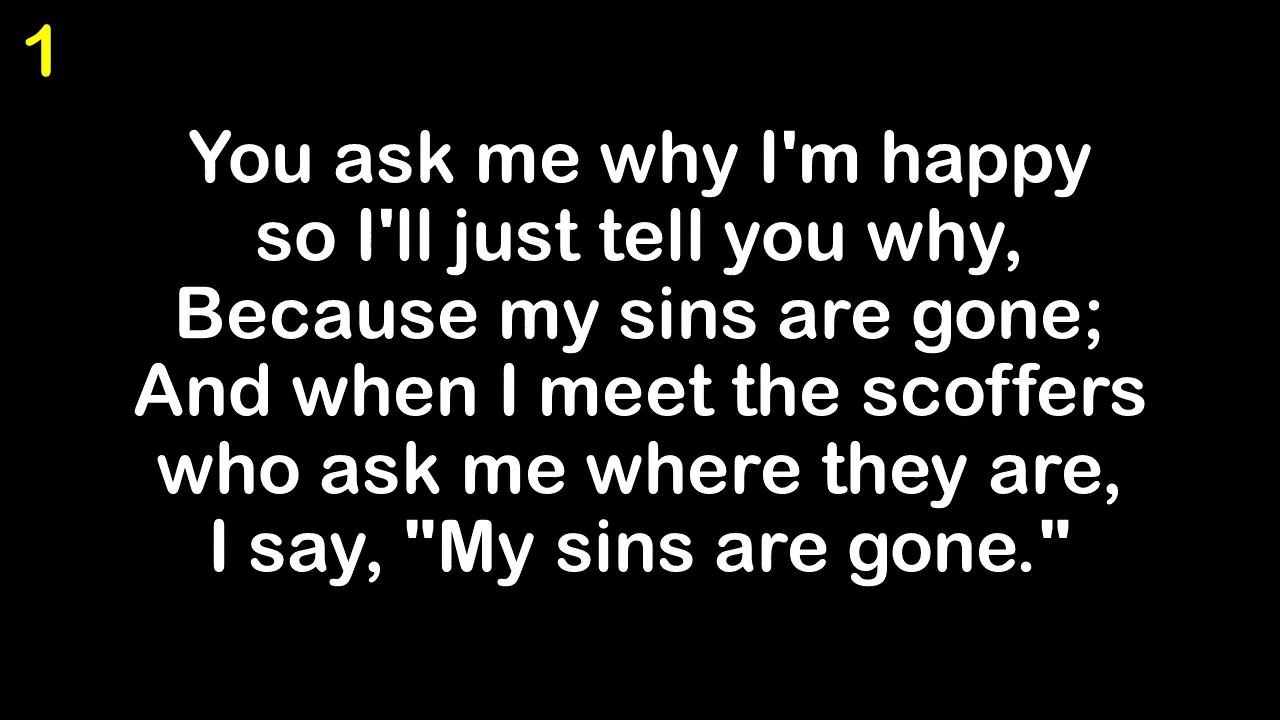 1
You ask me why I'm happy
so I'll just tell you why,
Because my sins are gone;
And when I meet the scoffers
who ask me where they are,
I say, "My sins are gone."